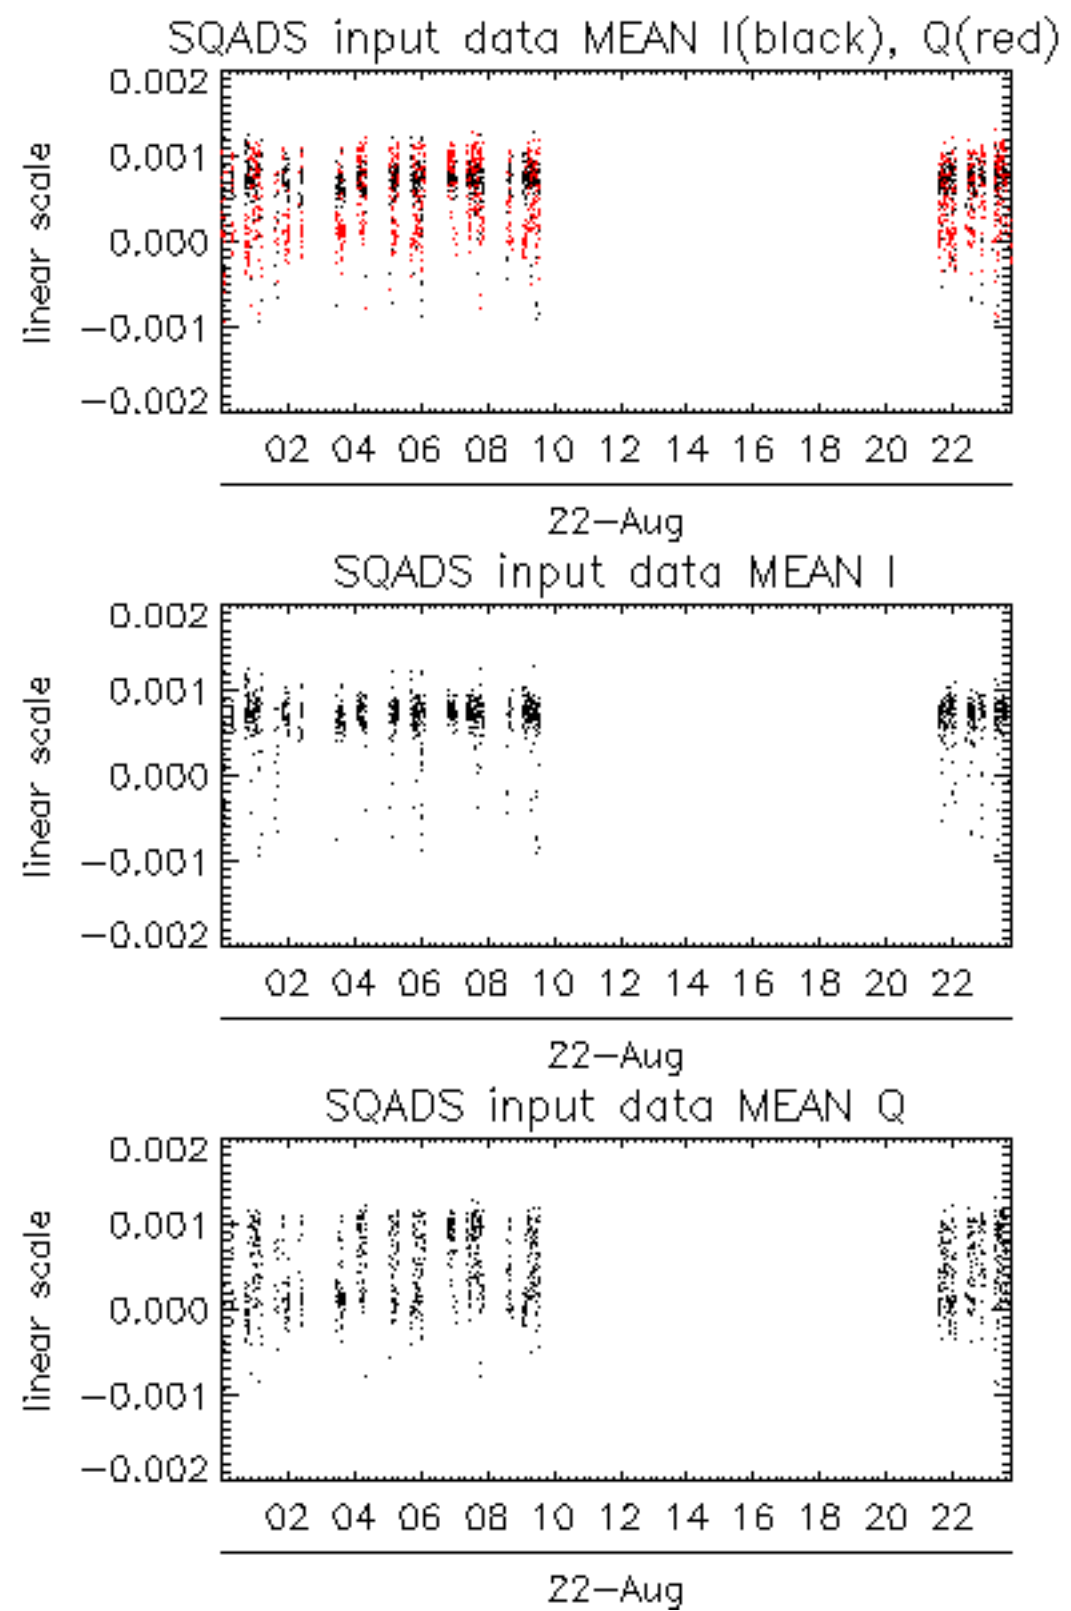 SQADS input data MEAN I(black), Q(red)
0.002
0.001
0.000
−0.001
−0.002
linear scale
02 04 06 08 10 12 14 16 18 20 22
22−Aug
SQADS input data MEAN I
0.002
0.001
0.000
−0.001
−0.002
linear scale
02 04 06 08 10 12 14 16 18 20 22
22−Aug
SQADS input data MEAN Q
0.002
0.001
0.000
−0.001
−0.002
linear scale
02 04 06 08 10 12 14 16 18 20 22
22−Aug